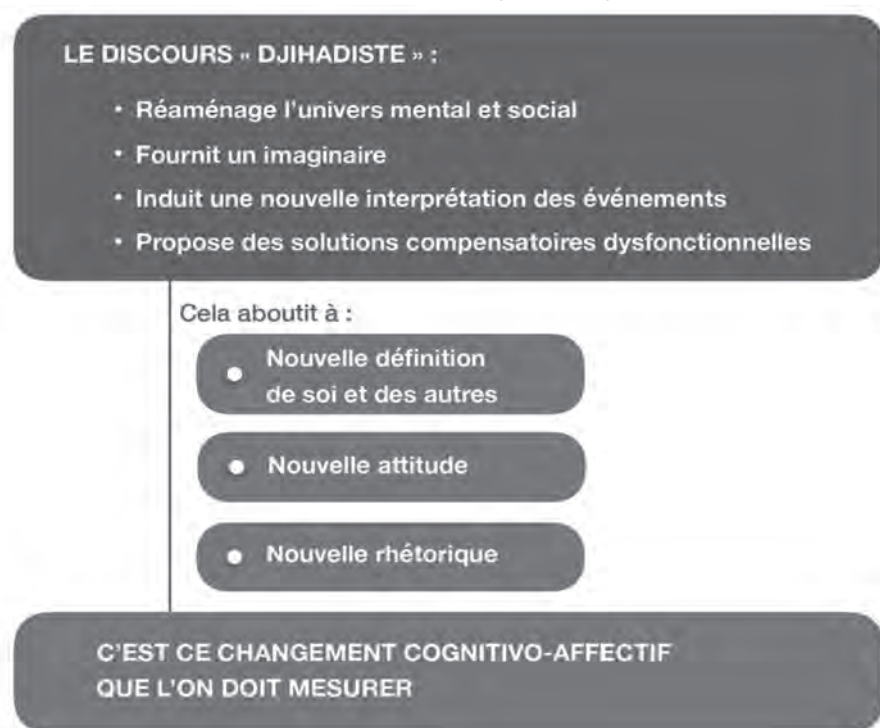 LE DISCOURS « DJIHADISTE » :
• Réaménage l'univers mental et social
• Fournit un imaginaire
• Induit une nouvelle interprétation des événements
• Propose des solutions compensatoires dysfonctionnelles
Cela aboutit à :
• Nouvelle définition
de soi et des autres
• Nouvelle attitude
• Nouvelle rhétorique
C'EST CE CHANGEMENT COGNITIVO-AFFECTIF
QUE L'ON DOIT MESURER